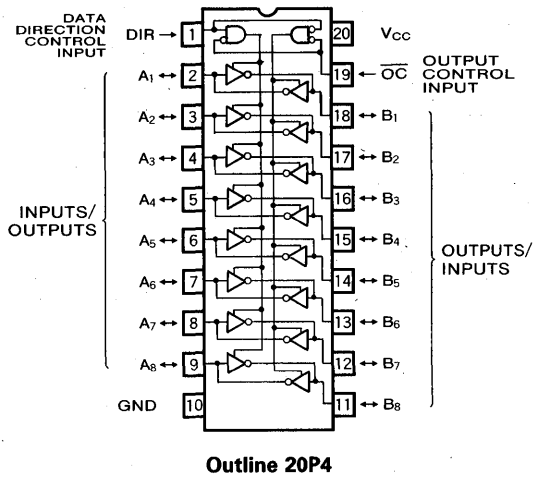 DATA
DIRECTION
CONTROL
INPUT
DIR → 1
20 VCC
A1 ↔ 2
19 ← OC
OUTPUT
CONTROL
INPUT
A2 ↔ 3
18 ↔ B1
A3 ↔ 4
17 ↔ B2
A4 ↔ 5
16 ↔ B3
INPUTS/
OUTPUTS
A5 ↔ 6
15 ↔ B4
OUTPUTS/
INPUTS
A6 ↔ 7
14 ↔ B5
A7 ↔ 8
13 ↔ B6
A8 ↔ 9
12 ↔ B7
GND 10
11 ↔ B8
Outline 20P4